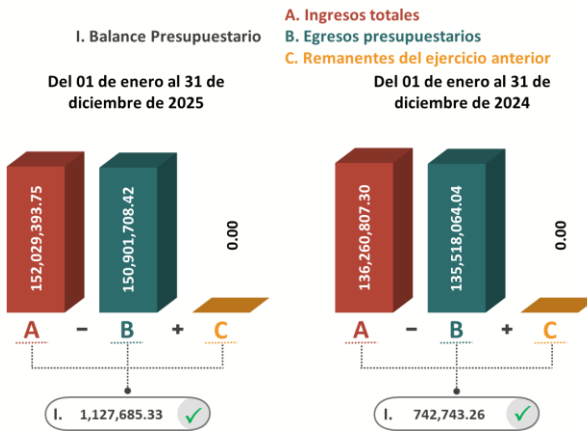 I. Balance Presupuestario
A. Ingresos totales
B. Egresos presupuestarios
C. Remanentes del ejercicio anterior
Del 01 de enero al 31 de
diciembre de 2025
152,029,393.75
150,901,708.42
0.00
A - B + C
I. 1,127,685.33
Del 01 de enero al 31 de
diciembre de 2024
136,260,807.30
135,518,064.04
0.00
A - B + C
I. 742,743.26